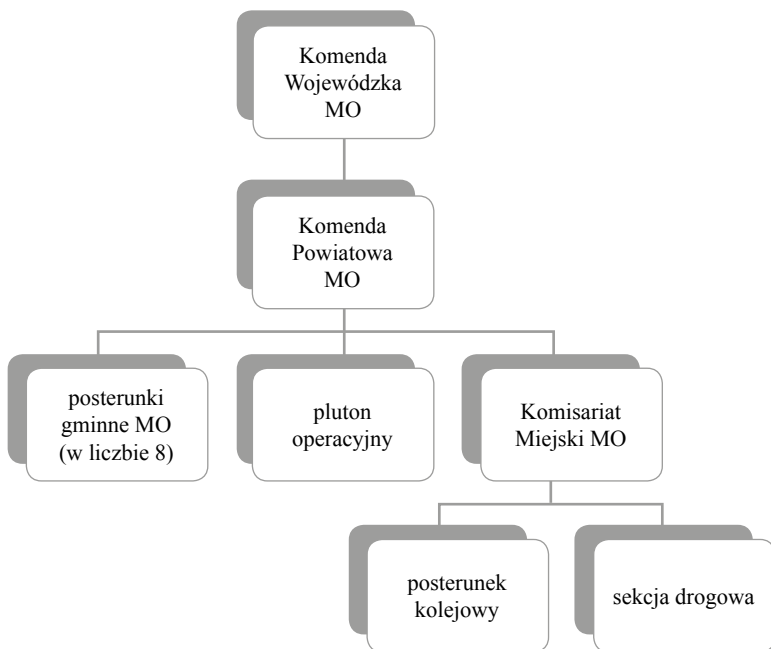 Komenda
Wojewódzka
MO
Komenda
Powiatowa
MO
posterunki
gminne MO
(w liczbie 8)
pluton
operacyjny
Komisariat
Miejski MO
posterunek
kolejowy
sekcja drogowa